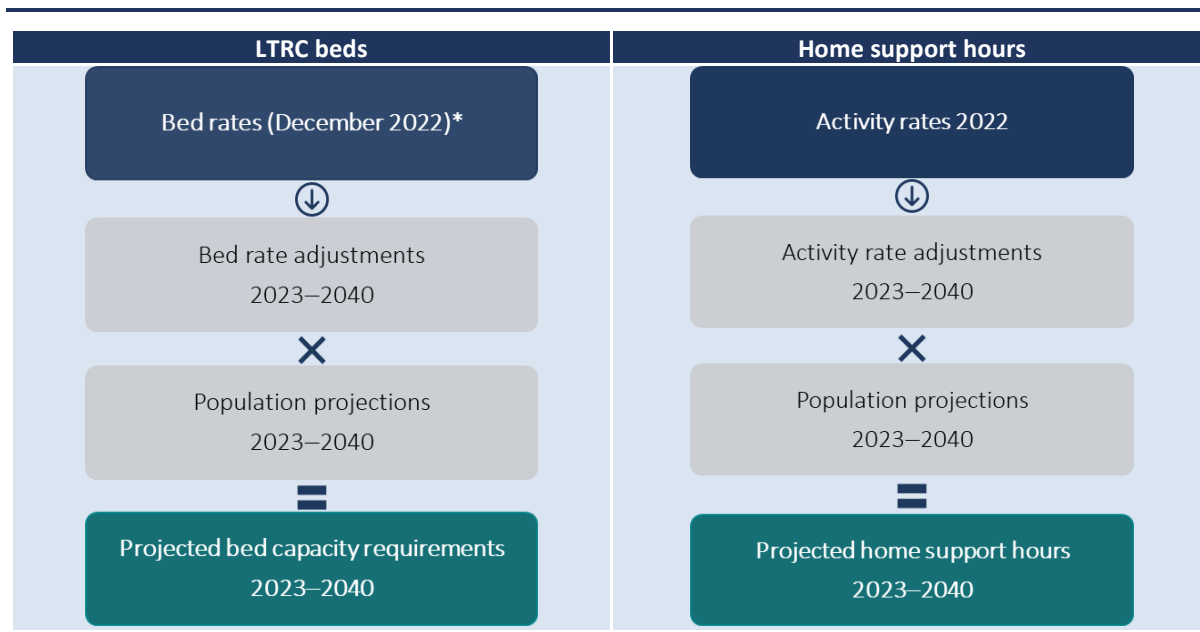 LTRC beds
Bed rates (December 2022)*
Bed rate adjustments
2023–2040
Population projections
2023–2040
Projected bed capacity requirements
2023–2040
Home support hours
Activity rates 2022
Activity rate adjustments
2023–2040
Population projections
2023–2040
Projected home support hours
2023–2040